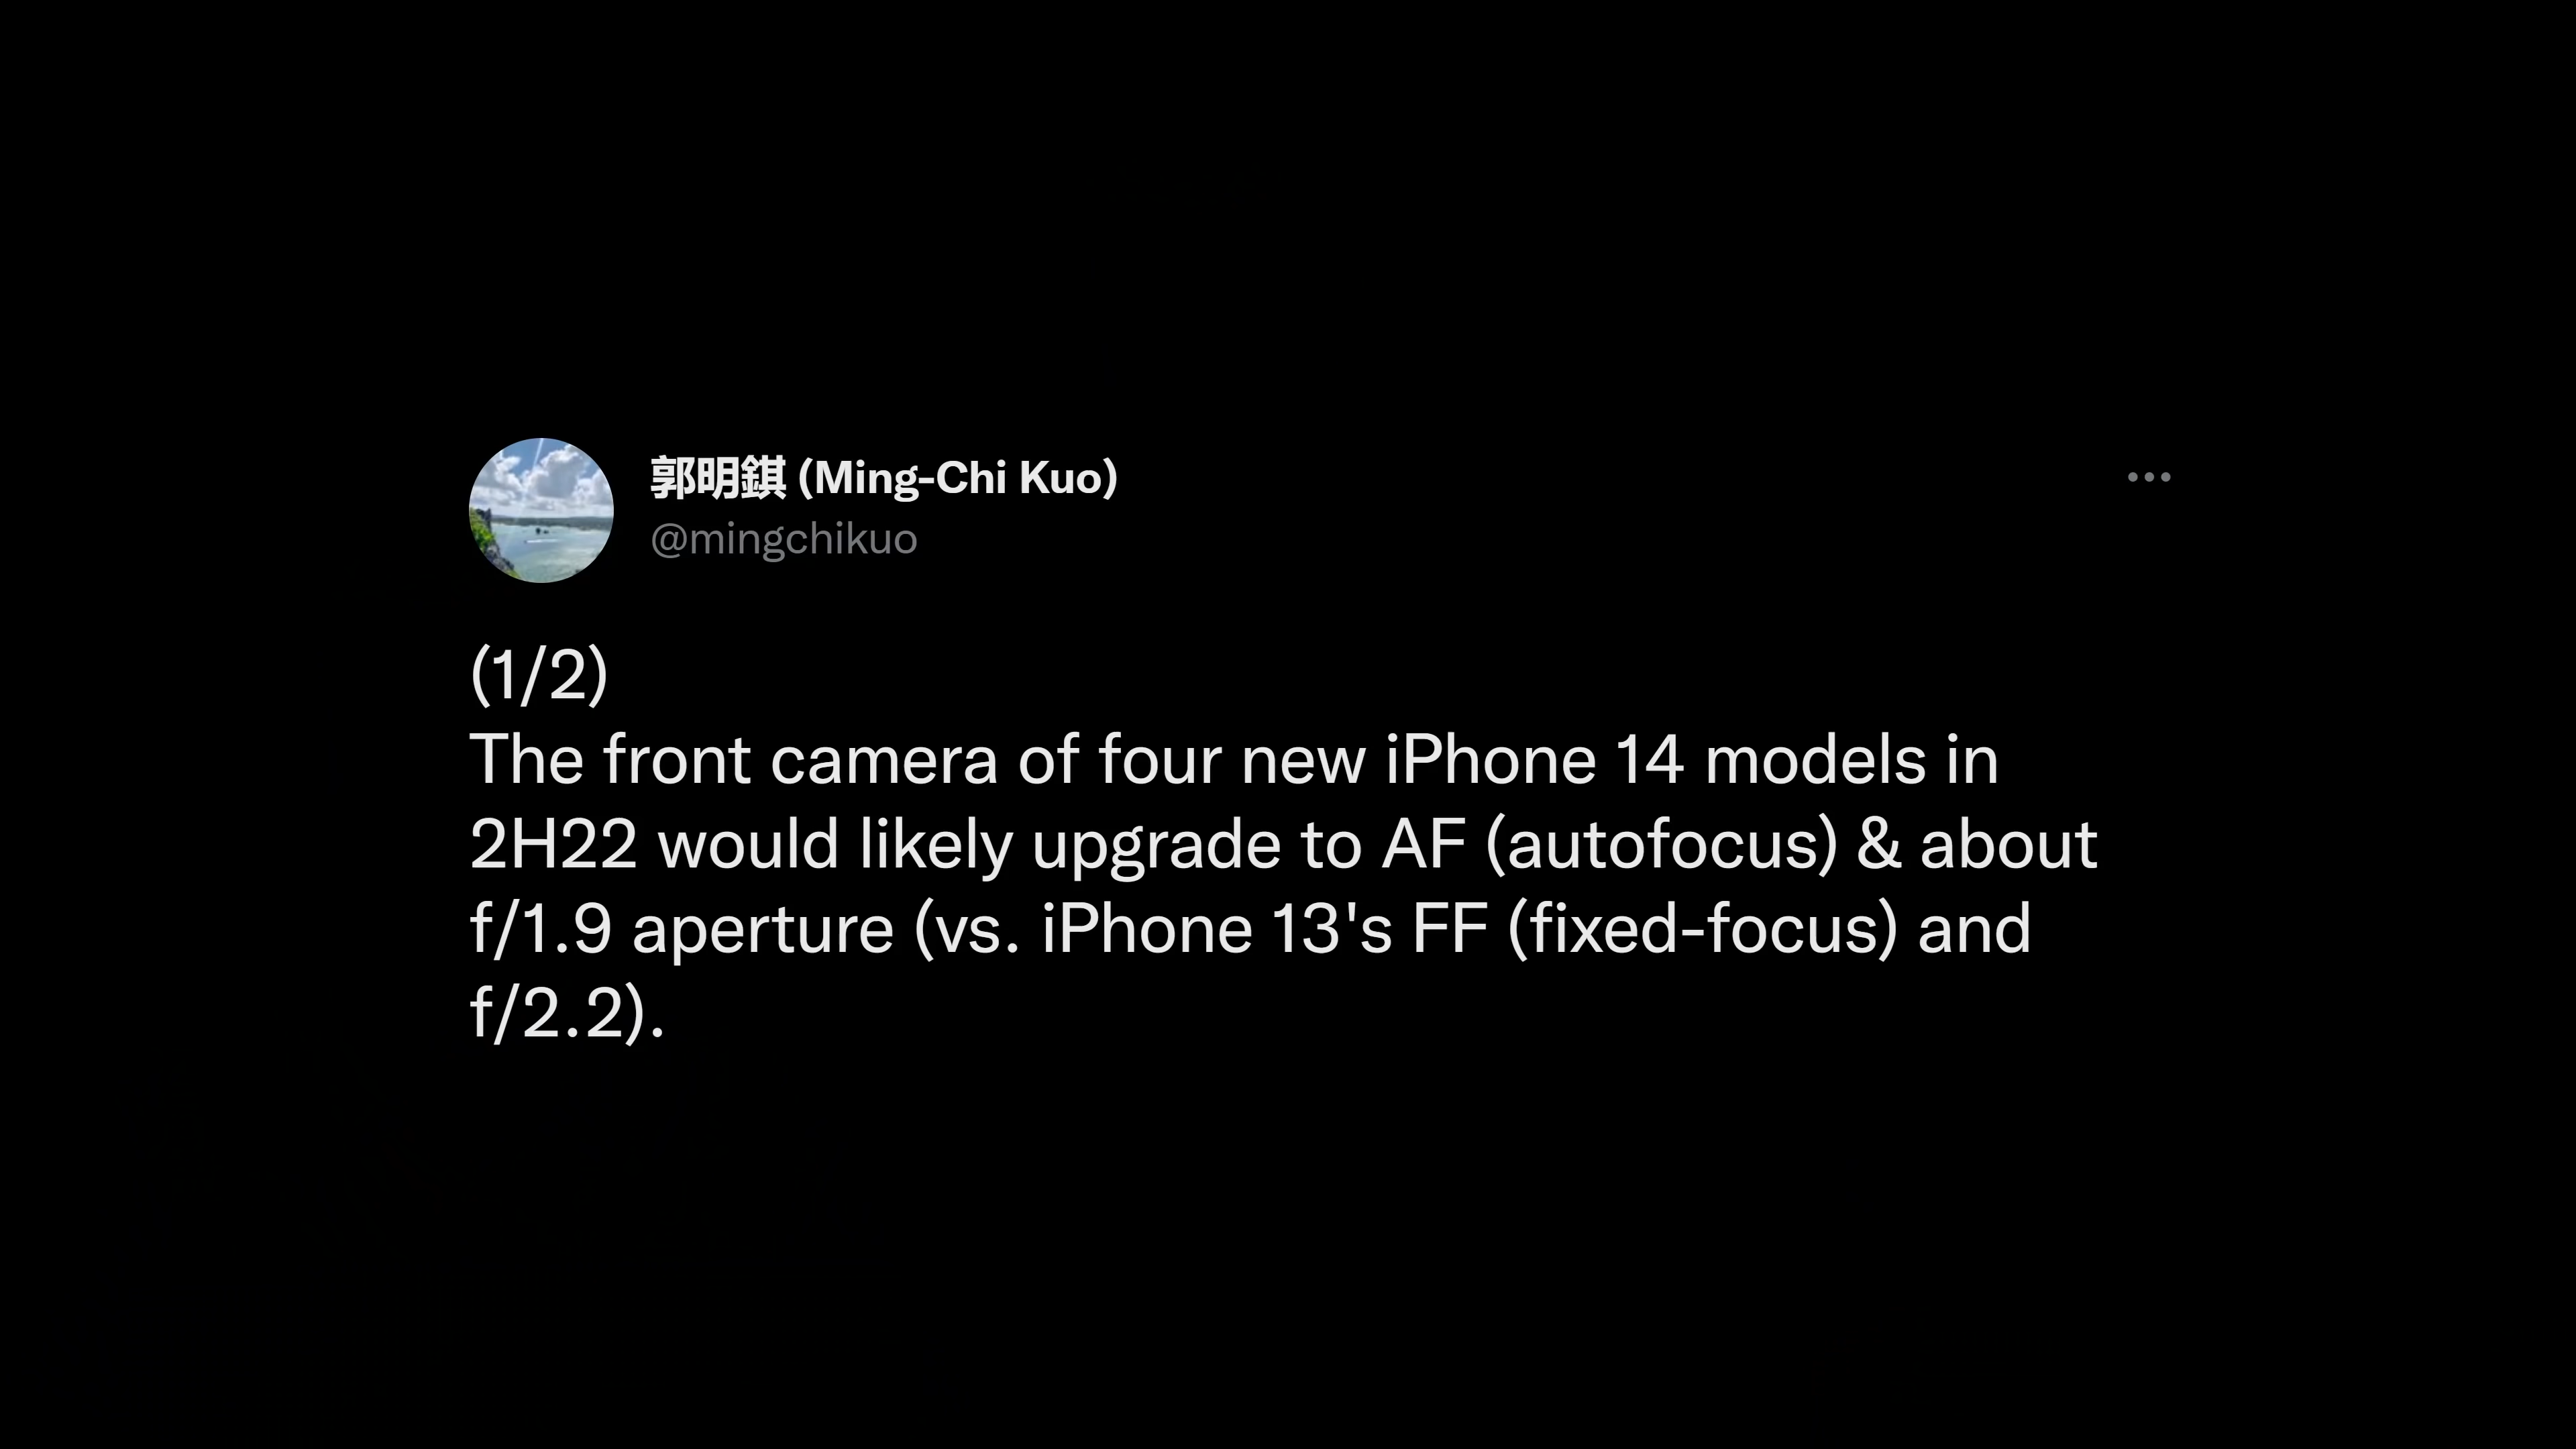 郭明錤 (Ming-Chi Kuo)
@mingchikuo
(1/2)
The front camera of four new iPhone 14 models in
2H22 would likely upgrade to AF (autofocus) & about
f/1.9 aperture (vs. iPhone 13's FF (fixed-focus) and
f/2.2).